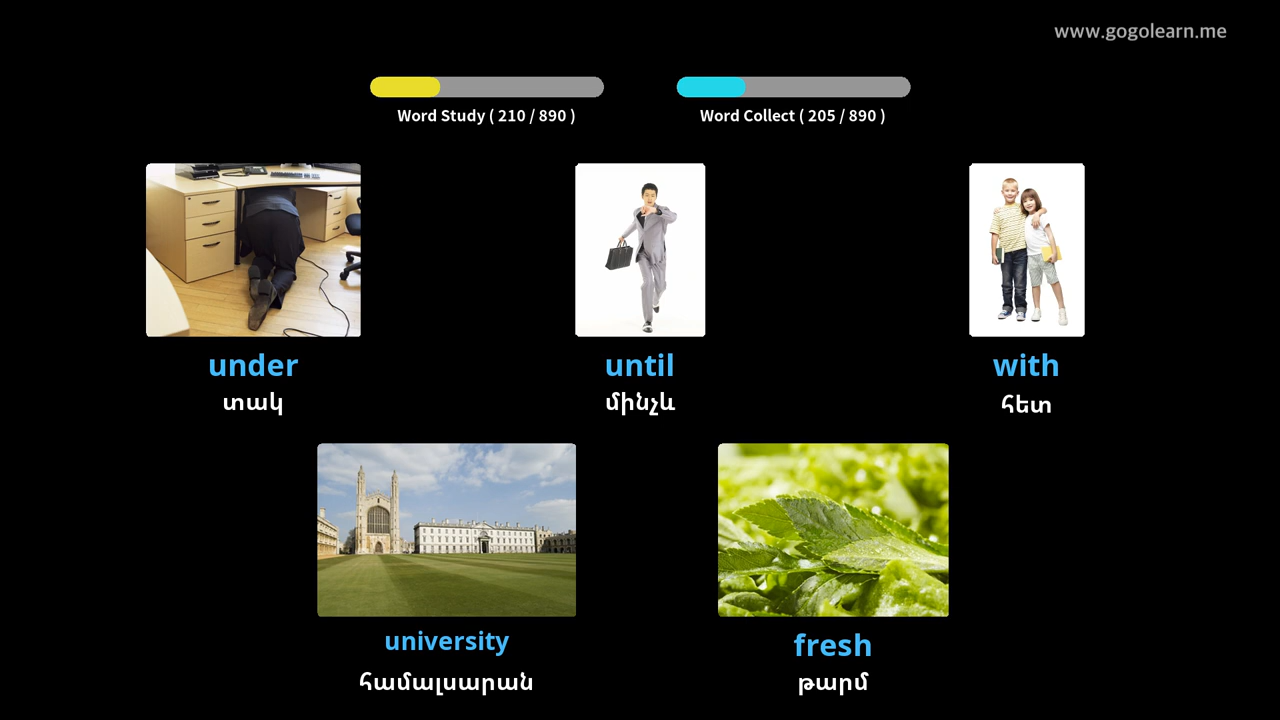 www.gogolearn.me
Word Study ( 210 / 890 )
Word Collect ( 205 / 890 )
under
until
with
տակ
մինչև
հետ
university
fresh
համալսարան
թարմ